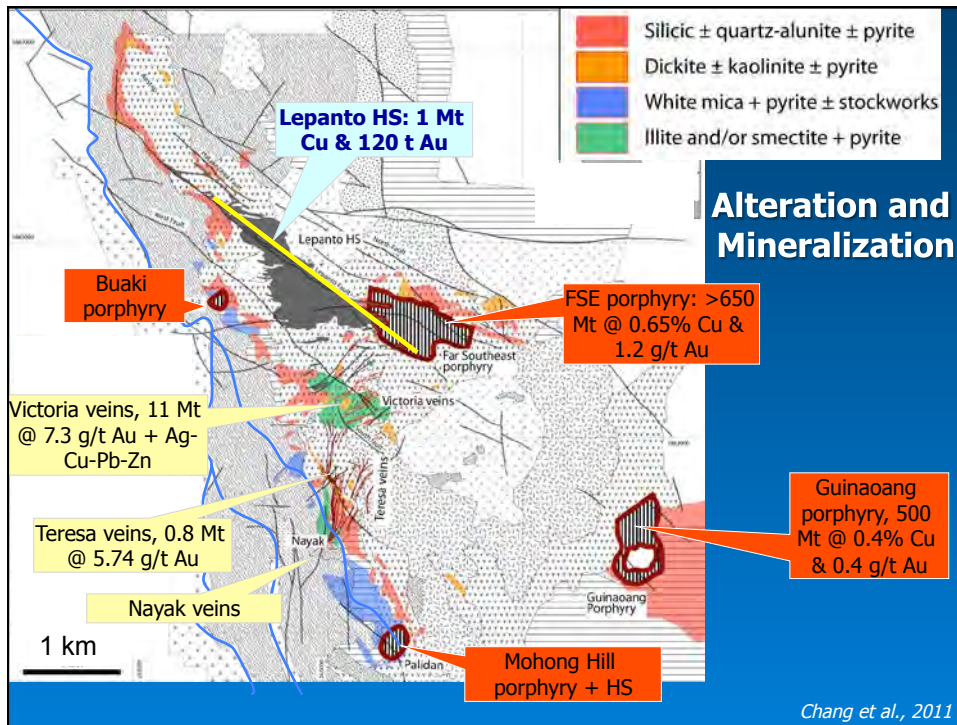 Silicic ± quartz-alunite ± pyrite
Dickite ± kaolinite ± pyrite
White mica + pyrite ± stockworks
Illite and/or smectite + pyrite
Alteration and
Mineralization
Lepanto HS: 1 Mt
Cu & 120 t Au
Lepanto HS
Buaki
porphyry
FSE porphyry: >650
Mt @ 0.65% Cu &
1.2 g/t Au
Far Southeast
porphyry
Victoria veins, 11 Mt
@ 7.3 g/t Au + Ag-
Cu-Pb-Zn
Victoria veins
Teresa veins
Teresa veins, 0.8 Mt
@ 5.74 g/t Au
Nayak
Nayak veins
Guinaoang
porphyry, 500
Mt @ 0.4% Cu
& 0.4 g/t Au
Guinaoang
Porphyry
1 km
Palidan
Mohong Hill
porphyry + HS
Chang et al., 2011